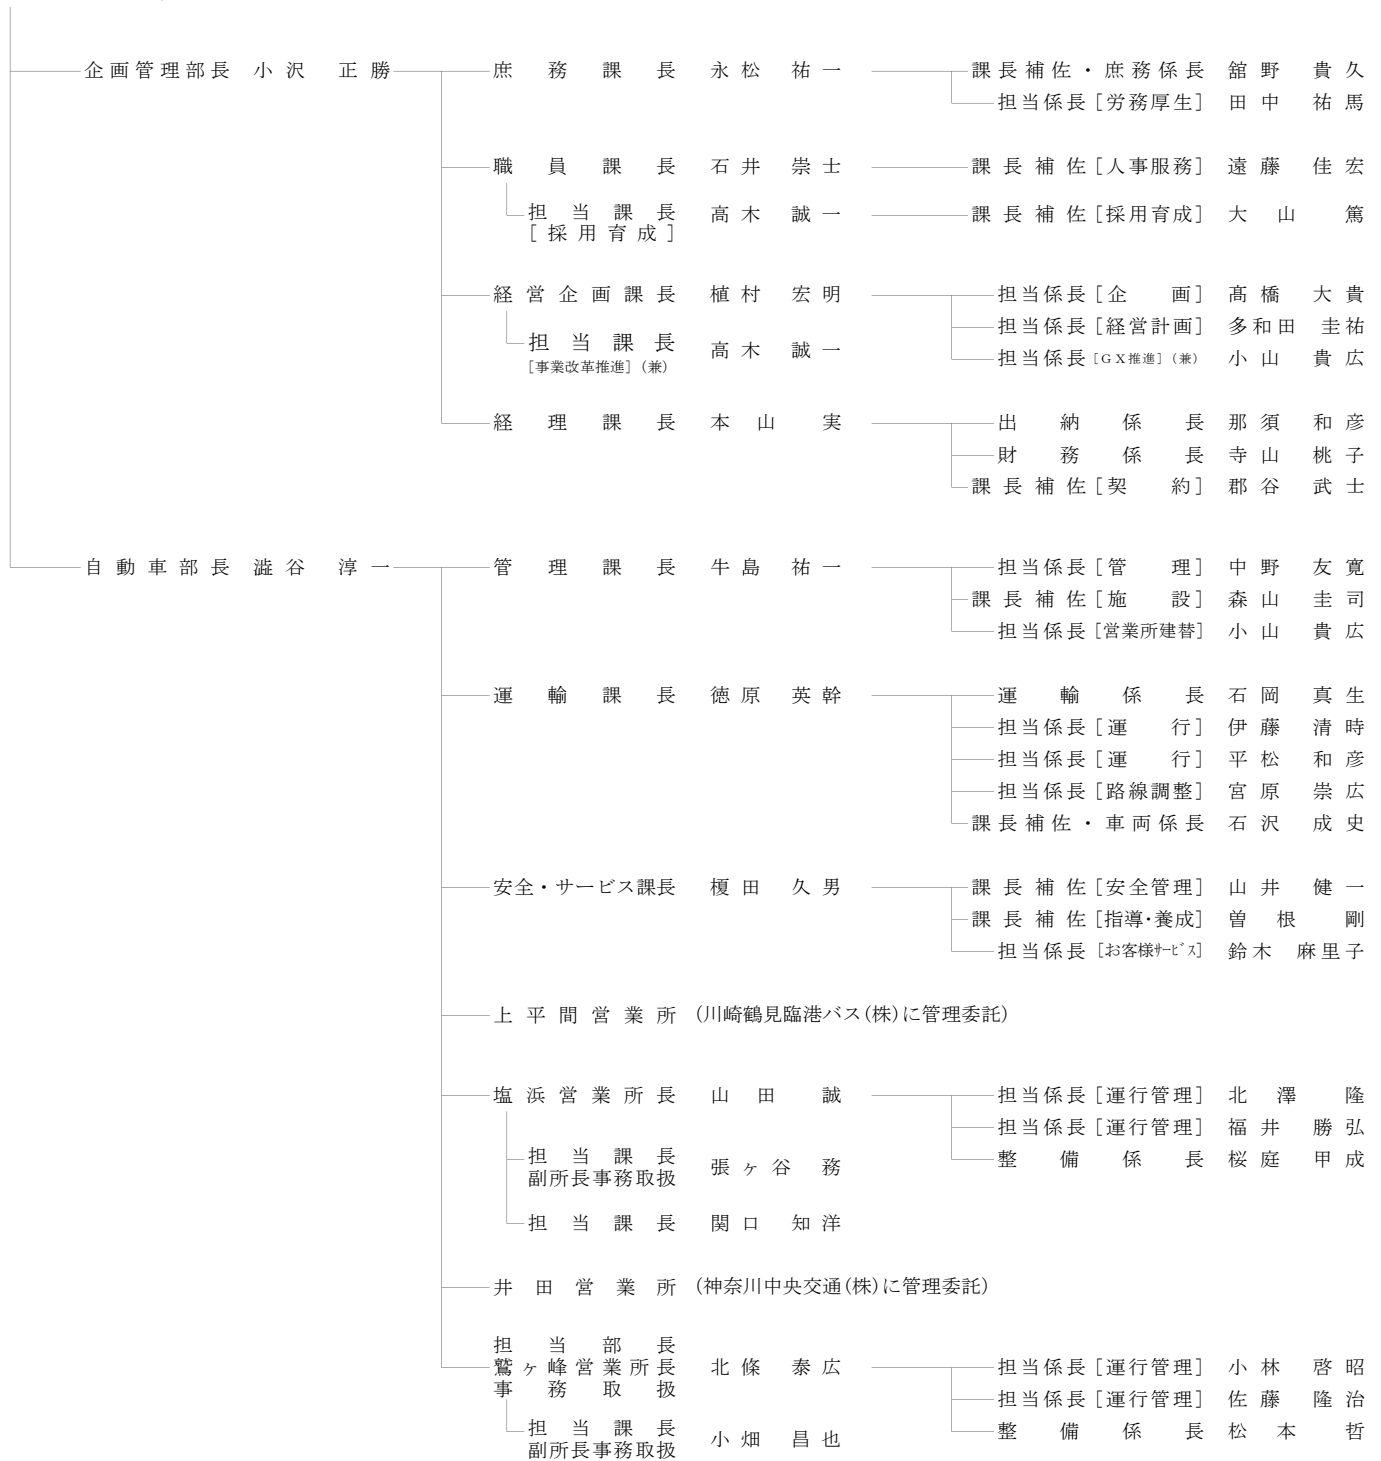 企画管理部長 小沢 正勝 庶務課長 永松祐一 課長補佐・庶務係長 舘野貴久
担当係長[労務厚生] 田中祐馬
職員課長 石井崇士 課長補佐[人事服務] 遠藤佳宏
担当課長 高木誠一 課長補佐[採用育成] 大山篤
[採用育成]
経営企画課長 植村宏明 担当係長[企画] 髙橋大貴
担当係長[経営計画] 多和田圭祐
担当課長 高木誠一
担当係長[GX推進](兼) 小山貴広
[事業改革推進](兼)
経理課長 本山実 出納係長 那須和彦
財務係長 寺山桃子
課長補佐[契約] 郡谷武士
自動車部長 澁谷淳一 管理課長 牛島祐一 担当係長[管理] 中野友寛
課長補佐[施設] 森山圭司
担当係長[営業所建替] 小山貴広
運輸課長 徳原英幹 運輸係長 石岡真生
担当係長[運行] 伊藤清時
担当係長[運行] 平松和彦
担当係長[路線調整] 宮原崇広
課長補佐・車両係長 石沢成史
安全・サービス課長 榎田久男 課長補佐[安全管理] 山井健一
課長補佐[指導・養成] 曽根剛
担当係長[お客様ｻｰﾋﾞｽ] 鈴木麻里子
上平間営業所 (川崎鶴見臨港バス(株)に管理委託)
塩浜営業所長 山田誠 担当係長[運行管理] 北澤隆
担当係長[運行管理] 福井勝弘
担当課長 張ヶ谷務 整備係長 桜庭甲成
副所長事務取扱
担当課長 関口知洋
井田営業所 (神奈川中央交通(株)に管理委託)
担当部長
鷲ヶ峰営業所長 北條泰広 担当係長[運行管理] 小林啓昭
事務取扱
担当係長[運行管理] 佐藤隆治
担当課長 小畑昌也 整備係長 松本哲
副所長事務取扱